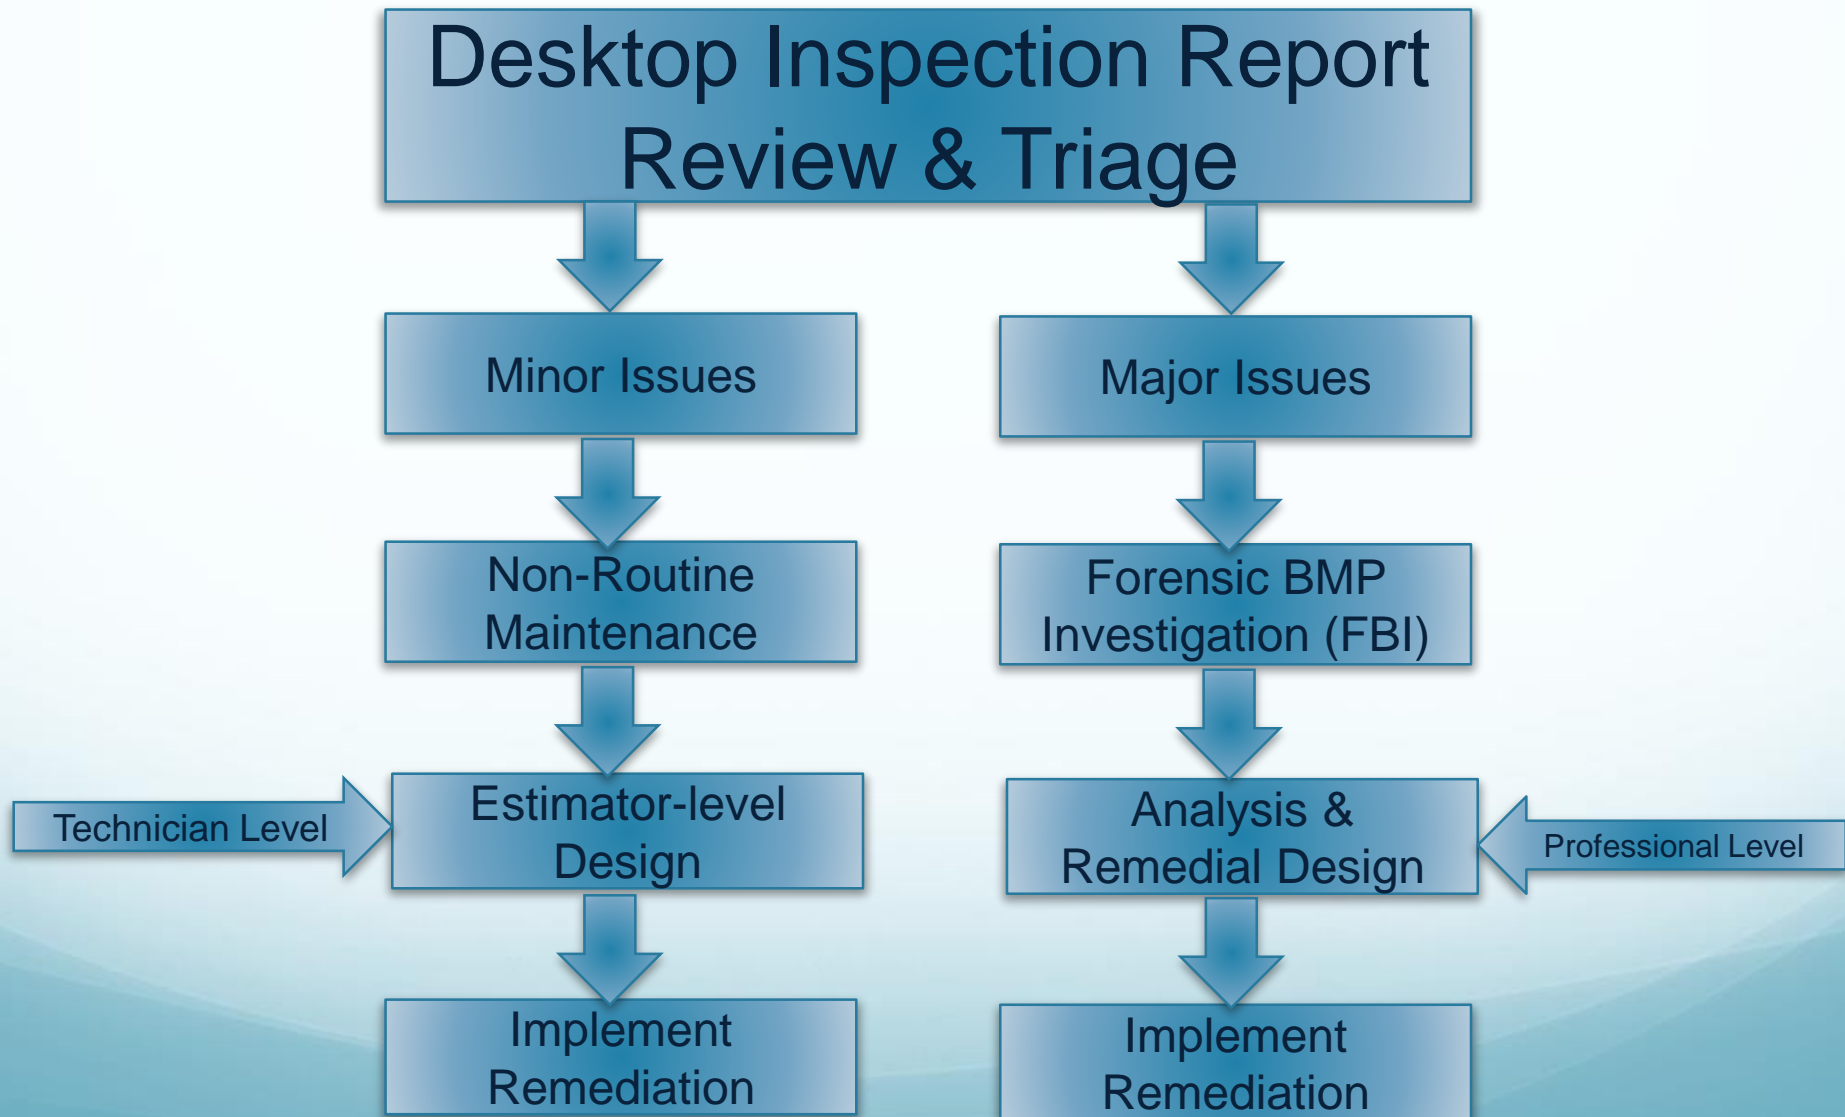 Desktop Inspection Report
Review & Triage
Minor Issues
Major Issues
Non-Routine
Maintenance
Forensic BMP
Investigation (FBI)
Technician Level
Estimator-level
Design
Analysis &
Remedial Design
Professional Level
Implement
Remediation
Implement
Remediation